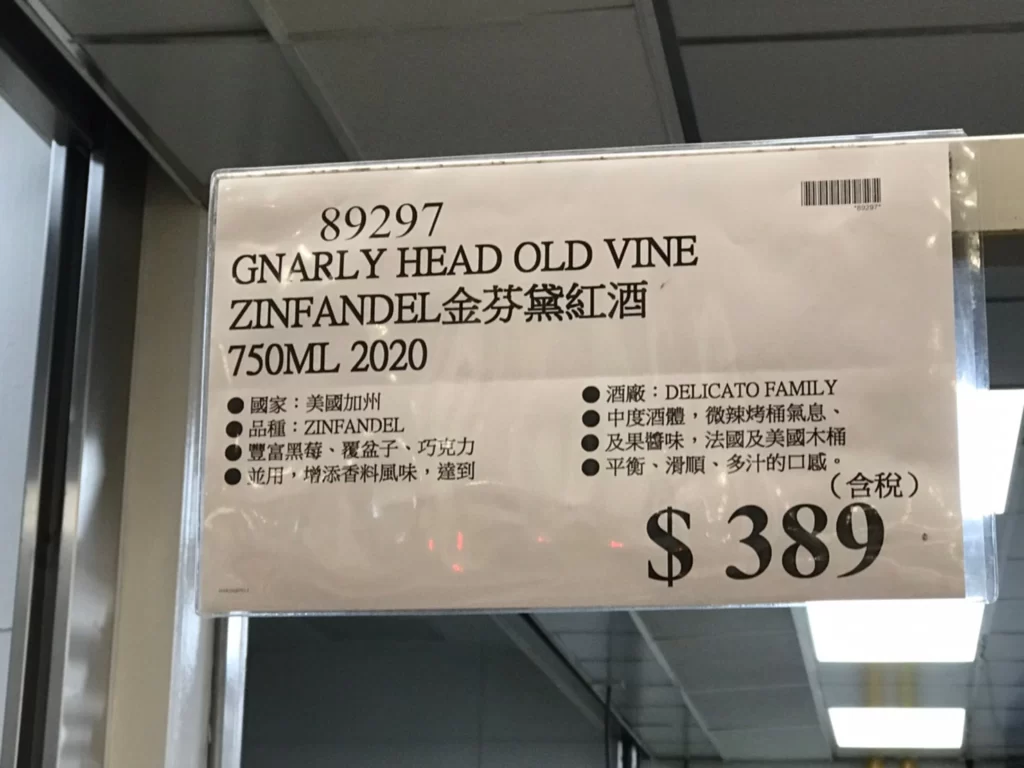 89297
*89297*
GNARLY HEAD OLD VINE
ZINFANDEL金芬黛紅酒
750ML 2020
● 國家：美國加州
● 酒廠：DELICATO FAMILY
● 品種：ZINFANDEL
● 中度酒體，微辣烤桶氣息、
● 豐富黑莓、覆盆子、巧克力
● 及果醬味，法國及美國木桶
● 並用，增添香料風味，達到
● 平衡、滑順、多汁的口感。
（含稅）
$ 389